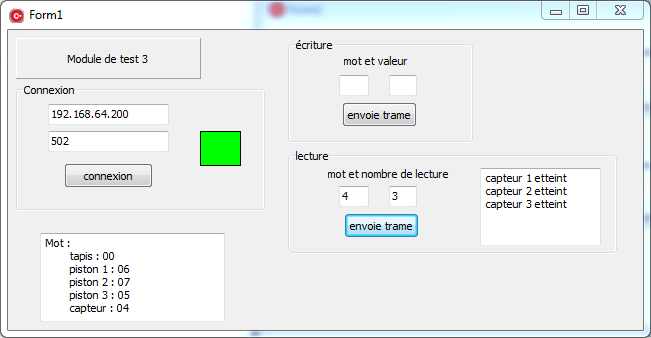 Form1
Module de test 3
Connexion
192.168.64.200
502
connexion
Mot :
tapis : 00
piston 1 : 06
piston 2 : 07
piston 3 : 05
capteur : 04
écriture
mot et valeur
envoie trame
lecture
mot et nombre de lecture
4 3
envoie trame
capteur 1 etteint
capteur 2 etteint
capteur 3 etteint